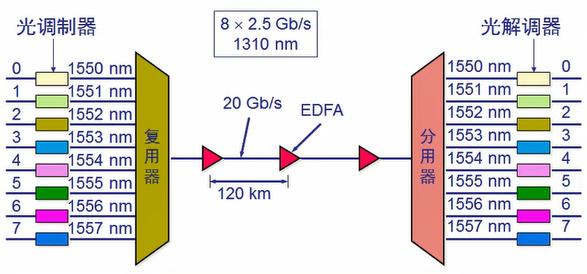 光调制器
8 × 2.5 Gb/s
1310 nm
光解调器
0 1550 nm
1 1551 nm
2 1552 nm
3 1553 nm
4 1554 nm
5 1555 nm
6 1556 nm
7 1557 nm
复用器
20 Gb/s
EDFA
120 km
分用器
1550 nm 0
1551 nm 1
1552 nm 2
1553 nm 3
1554 nm 4
1555 nm 5
1556 nm 6
1557 nm 7